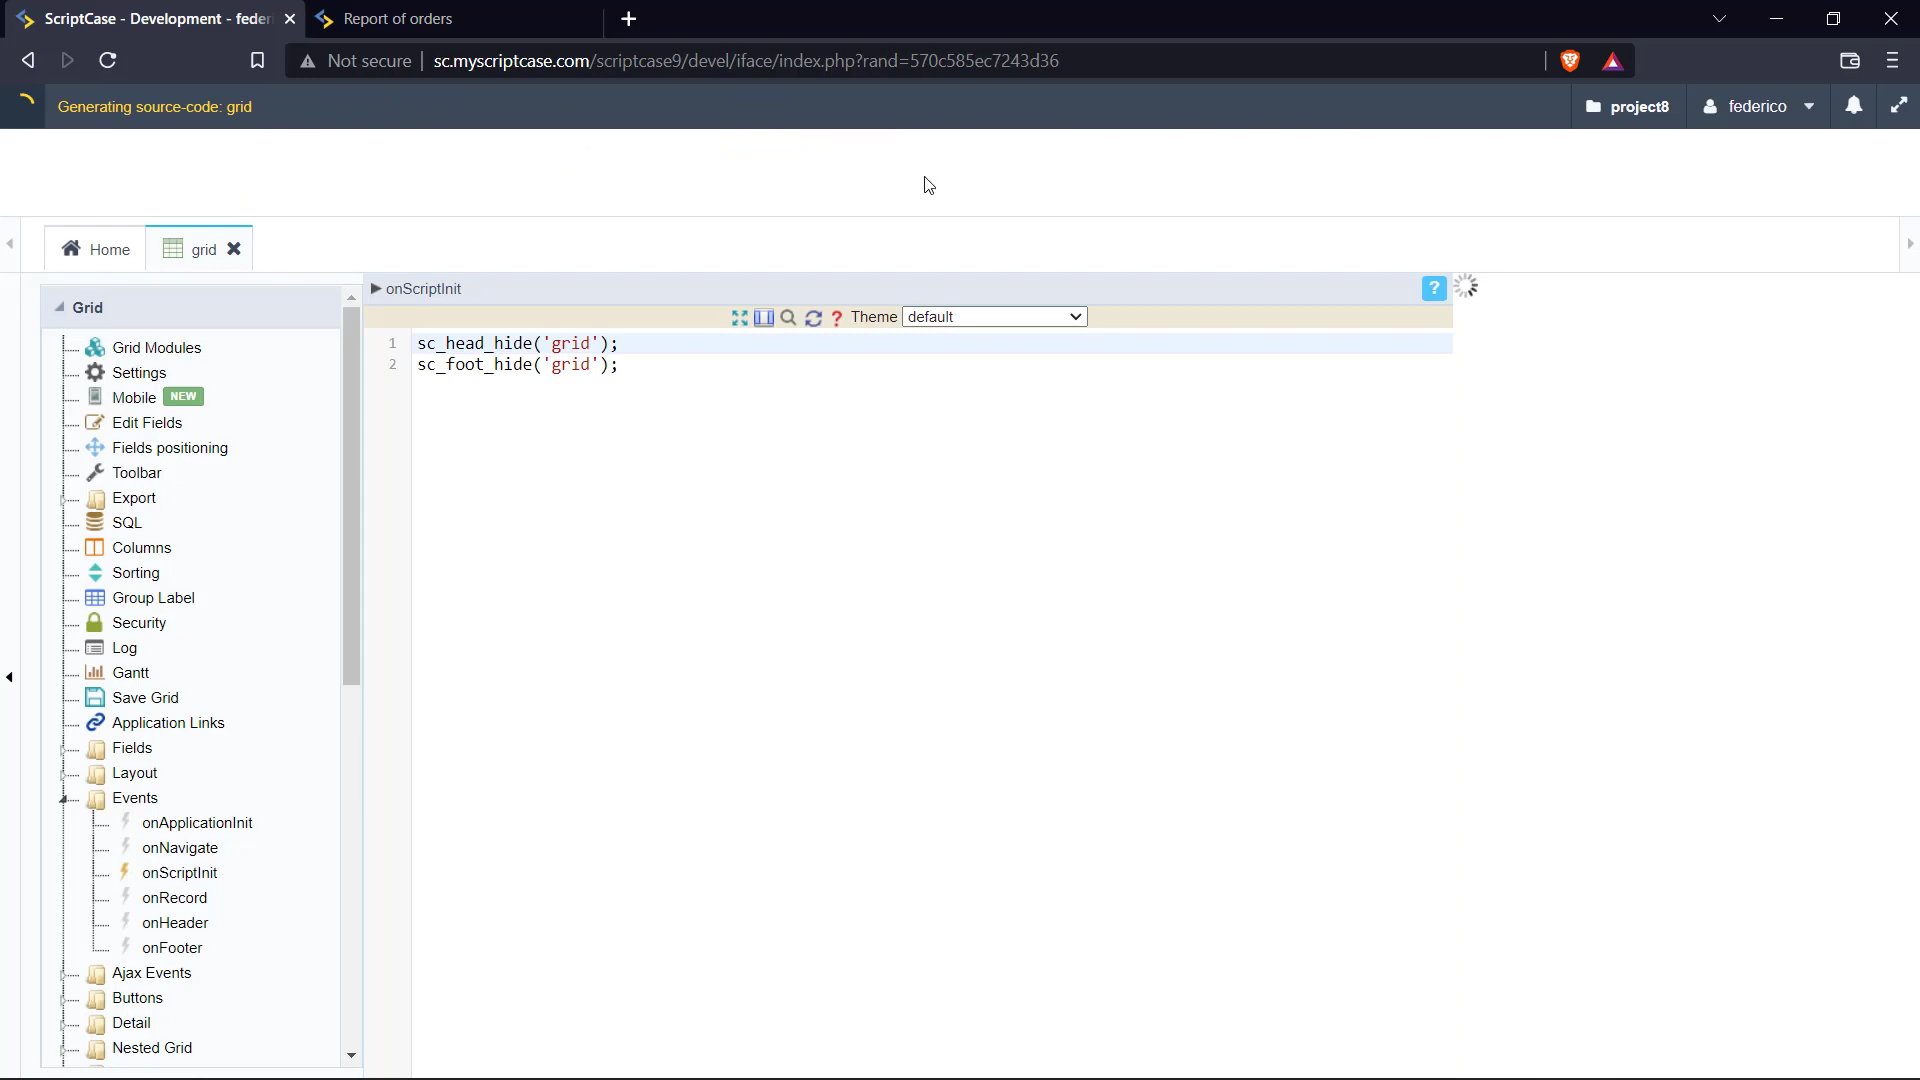 ScriptCase - Development - feder
Report of orders
Not secure
sc.myscriptcase.com/scriptcase9/devel/iface/index.php?rand=570c585ec7243d36
Generating source-code: grid
project8
federico
Home
grid
Grid
Grid Modules
Settings
Mobile NEW
Edit Fields
Fields positioning
Toolbar
Export
SQL
Columns
Sorting
Group Label
Security
Log
Gantt
Save Grid
Application Links
Fields
Layout
Events
onApplicationInit
onNavigate
onScriptInit
onRecord
onHeader
onFooter
Ajax Events
Buttons
Detail
Nested Grid
onScriptInit
?
? Theme default
1 sc_head_hide('grid');
2 sc_foot_hide('grid');